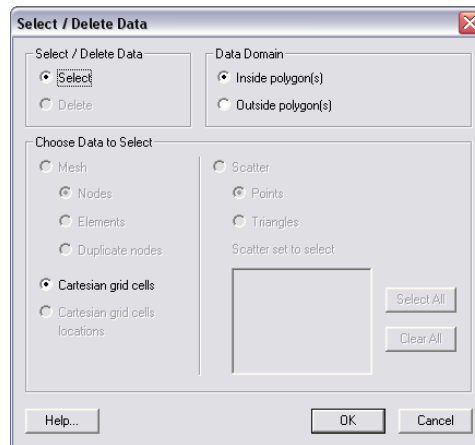 Select / Delete Data
Select / Delete Data
Select
Delete
Data Domain
Inside polygon(s)
Outside polygon(s)
Choose Data to Select
Mesh
Nodes
Elements
Duplicate nodes
Cartesian grid cells
Cartesian grid cells
locations
Scatter
Points
Triangles
Scatter set to select
Select All
Clear All
Help...
OK
Cancel